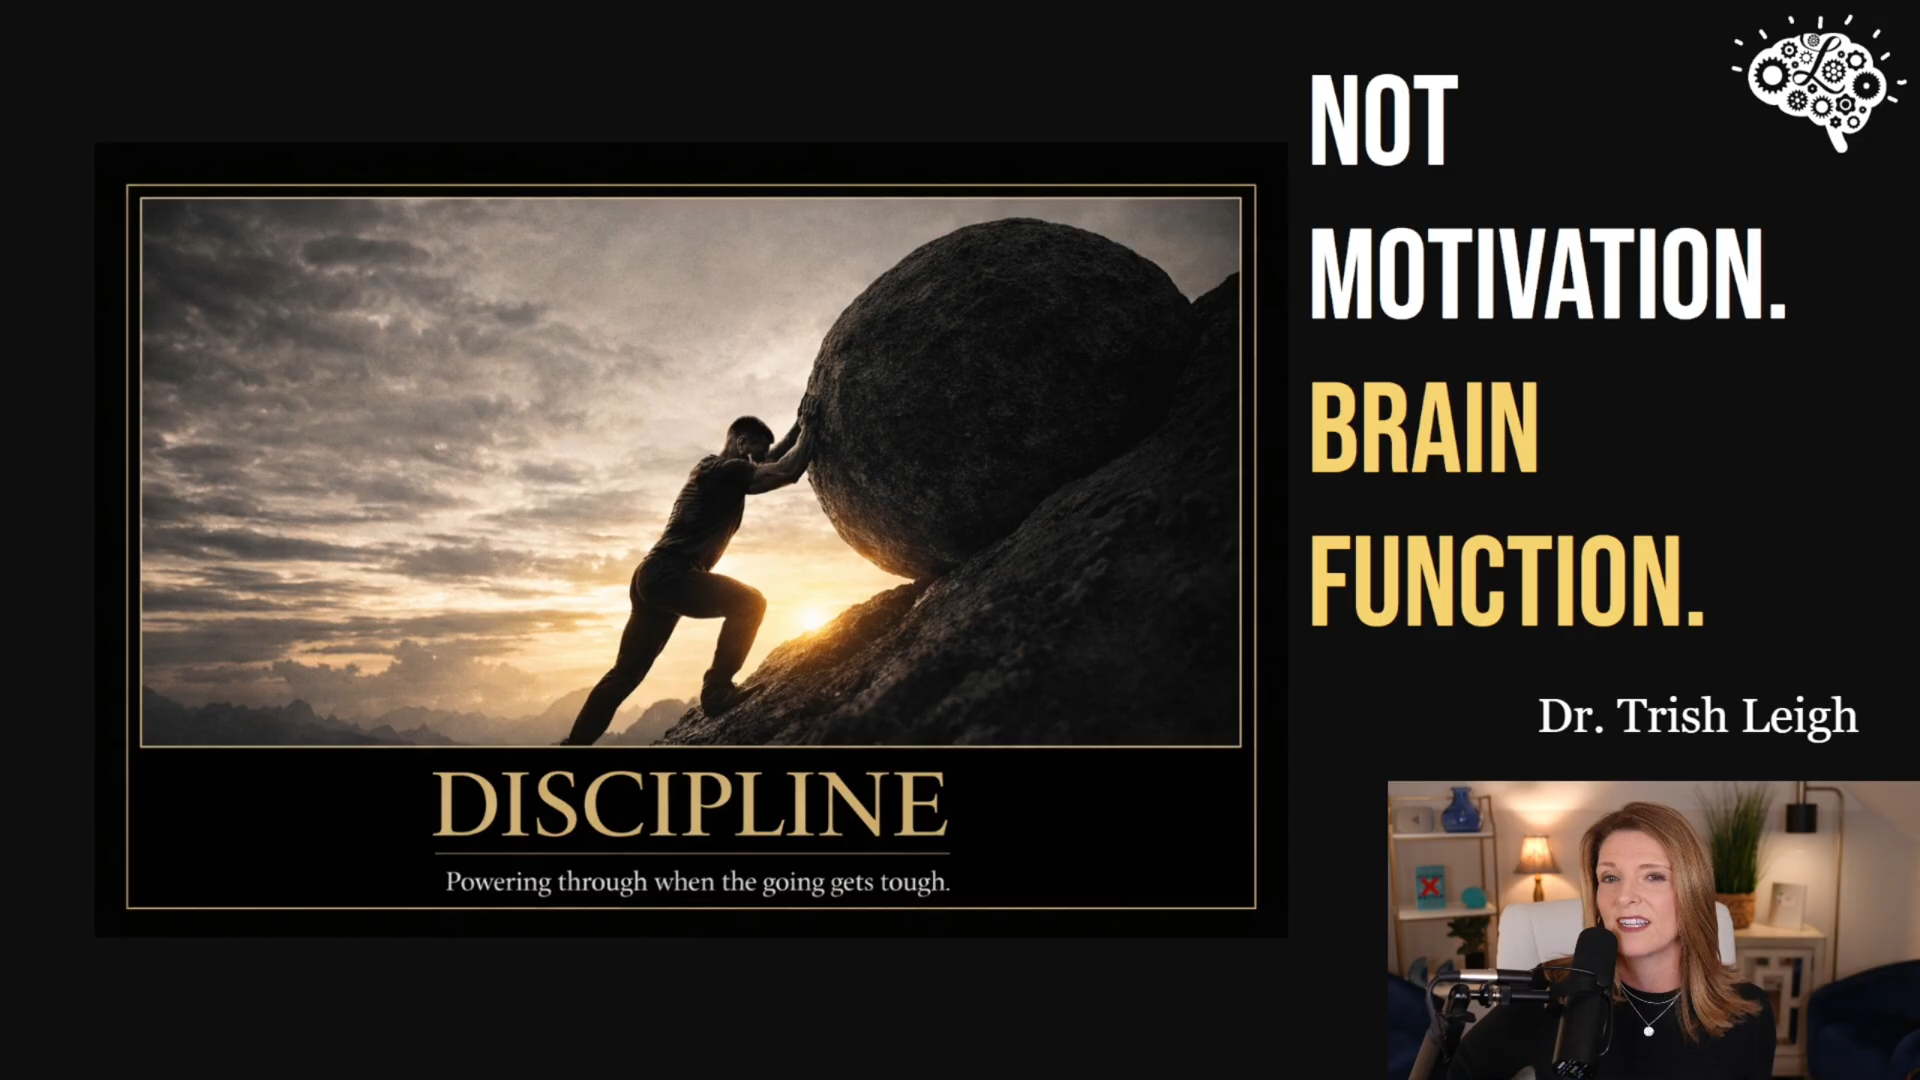 NOT
MOTIVATION.
BRAIN
FUNCTION.
Dr. Trish Leigh
DISCIPLINE
Powering through when the going gets tough.